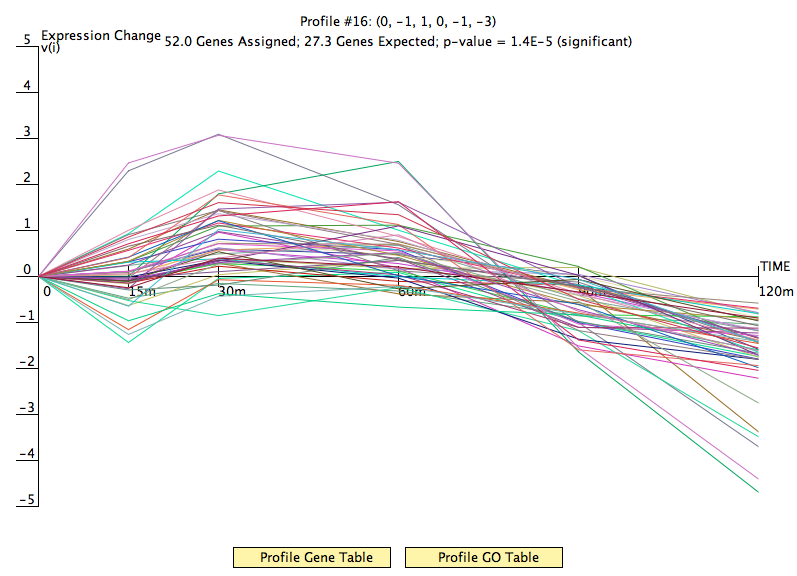 Profile #16: (0, -1, 1, 0, -1, -3)
Expression Change
52.0 Genes Assigned; 27.3 Genes Expected; p-value = 1.4E-5 (significant)
v(i)
5
4
3
2
1
0
-1
-2
-3
-4
-5
TIME
0 15m 30m 60m 90m 120m
Profile Gene Table Profile GO Table